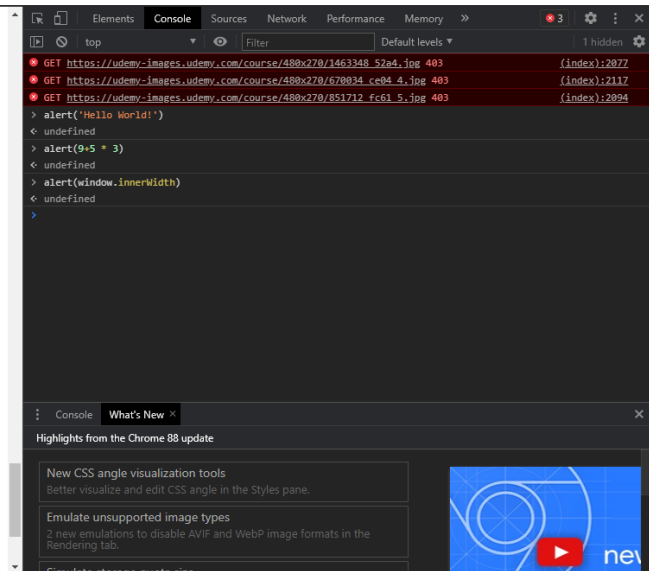 Elements Console Sources Network Performance Memory » 3
top Filter Default levels ▼ 1 hidden
GET https://udemy-images.udemy.com/course/480x270/1463348_52a4.jpg 403 (index):2077
GET https://udemy-images.udemy.com/course/480x270/670034_ce04_4.jpg 403 (index):2117
GET https://udemy-images.udemy.com/course/480x270/851712_fc61_5.jpg 403 (index):2094
> alert('Hello World!')
undefined
> alert(9+5 * 3)
undefined
> alert(window.innerWidth)
undefined
>
Console What's New ×
Highlights from the Chrome 88 update
New CSS angle visualization tools
Better visualize and edit CSS angle in the Styles pane.
Emulate unsupported image types
2 new emulations to disable AVIF and WebP image formats in the
Rendering tab.
Simulate storage quota size
new